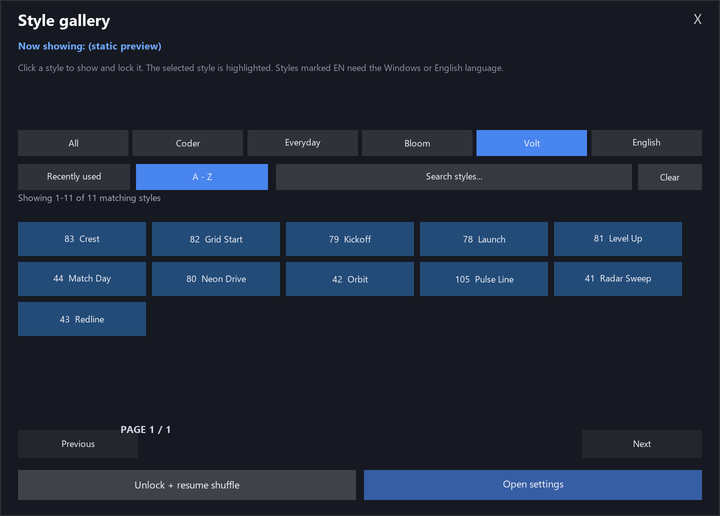 Style gallery X
Now showing: (static preview)
Click a style to show and lock it. The selected style is highlighted. Styles marked EN need the Windows or English language.
All Coder Everyday Bloom Volt English
Recently used A - Z Search styles... Clear
Showing 1-11 of 11 matching styles
83 Crest 82 Grid Start 79 Kickoff 78 Launch 81 Level Up
44 Match Day 80 Neon Drive 42 Orbit 105 Pulse Line 41 Radar Sweep
43 Redline
PAGE 1 / 1
Previous Next
Unlock + resume shuffle Open settings